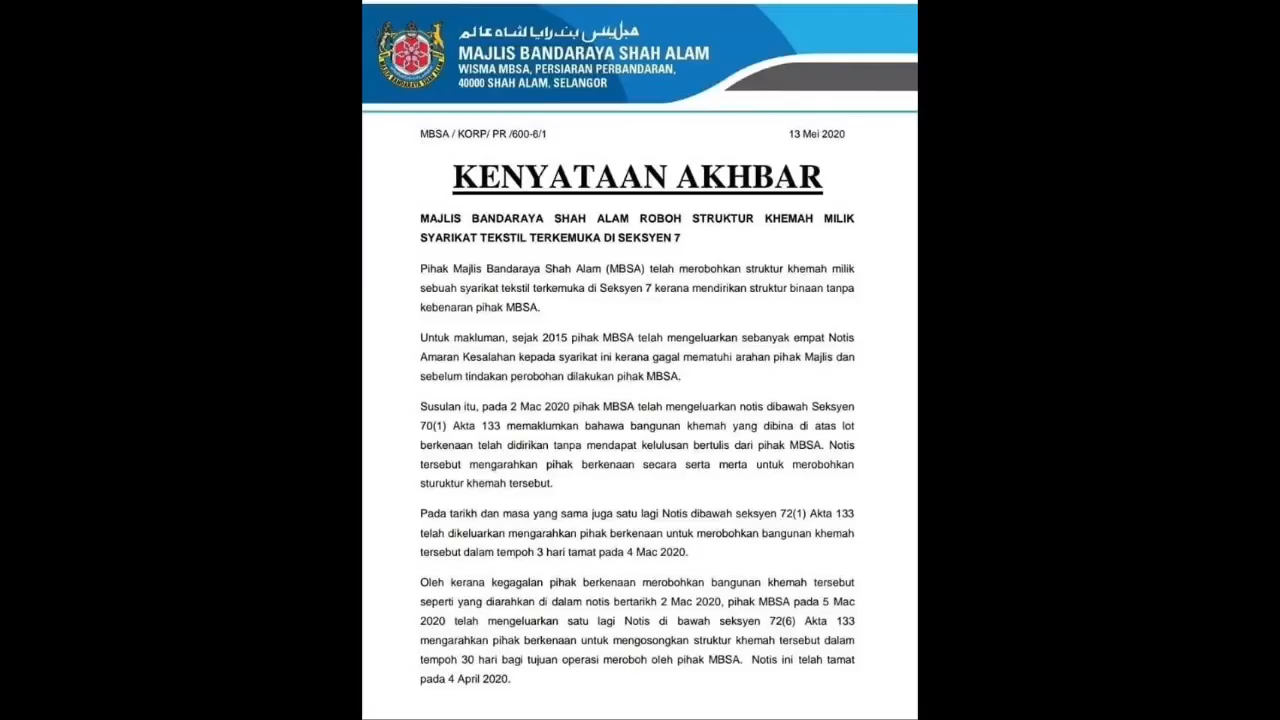 مجليس بندرايا شاه عالم
MAJLIS BANDARAYA SHAH ALAM
WISMA MBSA, PERSIARAN PERBANDARAN,
40000 SHAH ALAM, SELANGOR
MAJLIS BANDARAYA SHAH ALAM
MBSA / KORP/ PR /600-6/1 13 Mei 2020
KENYATAAN AKHBAR
MAJLIS BANDARAYA SHAH ALAM ROBOH STRUKTUR KHEMAH MILIK
SYARIKAT TEKSTIL TERKEMUKA DI SEKSYEN 7
Pihak Majlis Bandaraya Shah Alam (MBSA) telah merobohkan struktur khemah milik
sebuah syarikat tekstil terkemuka di Seksyen 7 kerana mendirikan struktur binaan tanpa
kebenaran pihak MBSA.
Untuk makluman, sejak 2015 pihak MBSA telah mengeluarkan sebanyak empat Notis
Amaran Kesalahan kepada syarikat ini kerana gagal mematuhi arahan pihak Majlis dan
sebelum tindakan perobohan dilakukan pihak MBSA.
Susulan itu, pada 2 Mac 2020 pihak MBSA telah mengeluarkan notis dibawah Seksyen
70(1) Akta 133 memaklumkan bahawa bangunan khemah yang dibina di atas lot
berkenaan telah didirikan tanpa mendapat kelulusan bertulis dari pihak MBSA. Notis
tersebut mengarahkan pihak berkenaan secara serta merta untuk merobohkan
sturuktur khemah tersebut.
Pada tarikh dan masa yang sama juga satu lagi Notis dibawah seksyen 72(1) Akta 133
telah dikeluarkan mengarahkan pihak berkenaan untuk merobohkan bangunan khemah
tersebut dalam tempoh 3 hari tamat pada 4 Mac 2020.
Oleh kerana kegagalan pihak berkenaan merobohkan bangunan khemah tersebut
seperti yang diarahkan di dalam notis bertarikh 2 Mac 2020, pihak MBSA pada 5 Mac
2020 telah mengeluarkan satu lagi Notis di bawah seksyen 72(6) Akta 133
mengarahkan pihak berkenaan untuk mengosongkan struktur khemah tersebut dalam
tempoh 30 hari bagi tujuan operasi meroboh oleh pihak MBSA. Notis ini telah tamat
pada 4 April 2020.